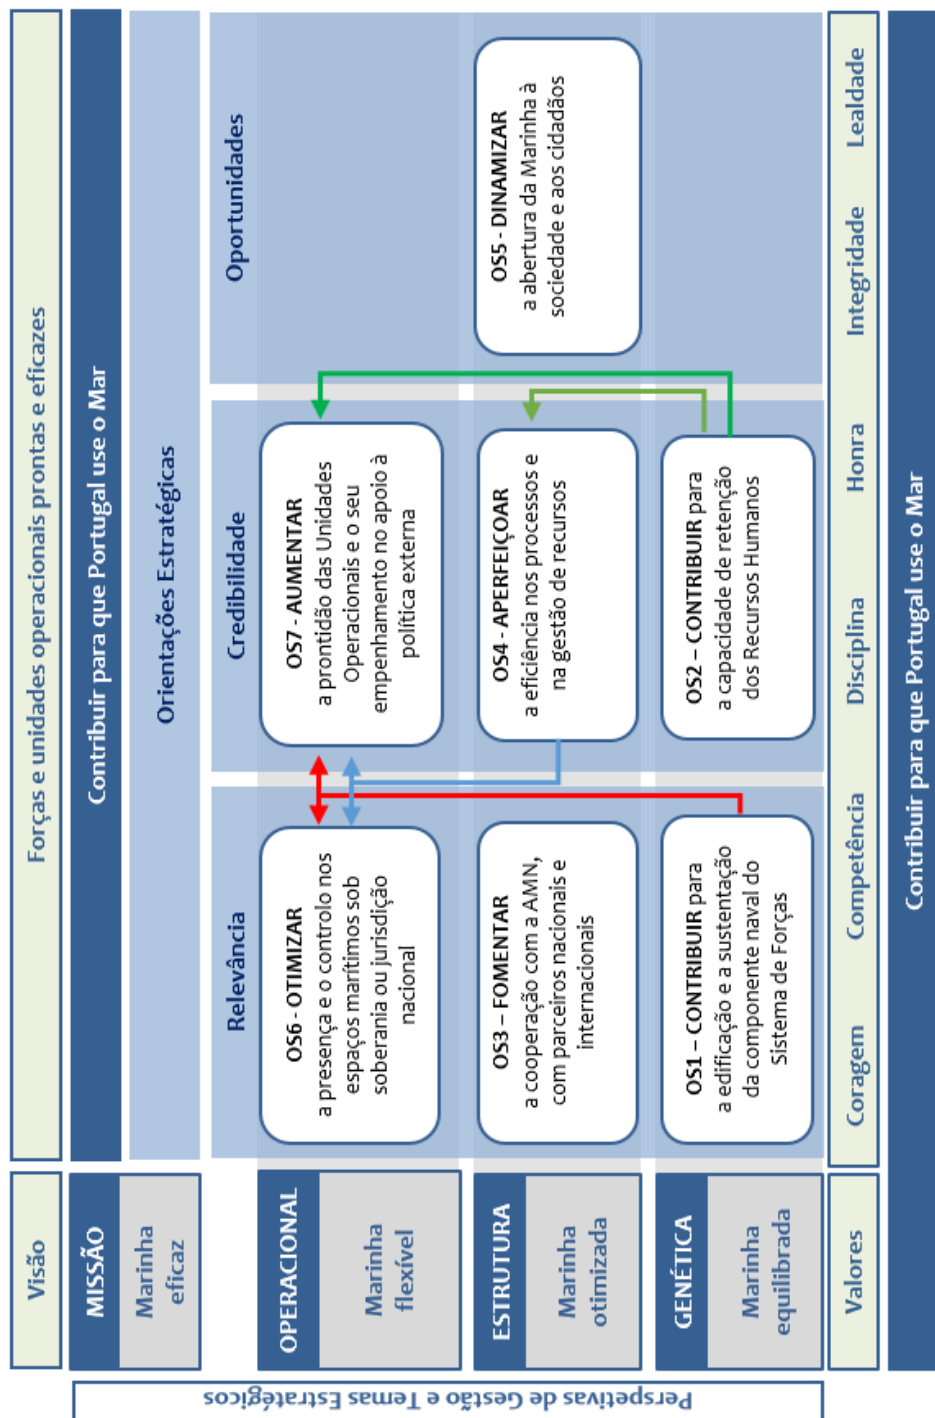 Visão
Forças e unidades operacionais prontas e eficazes
MISSÃO
Contribuir para que Portugal use o Mar
Marinha
eficaz
Orientações Estratégicas
Perspetivas de Gestão e Temas Estratégicos
Relevância
Credibilidade
Oportunidades
OPERACIONAL
Marinha
flexível
OS6 - OTIMIZAR
a presença e o controlo nos
espaços marítimos sob
soberania ou jurisdição
nacional
OS7 - AUMENTAR
a prontidão das Unidades
Operacionais e o seu
empenhamento no apoio à
política externa
ESTRUTURA
Marinha
otimizada
OS3 – FOMENTAR
a cooperação com a AMN,
com parceiros nacionais e
internacionais
OS4 - APERFEIÇOAR
a eficiência nos processos e
na gestão de recursos
OS5 - DINAMIZAR
a abertura da Marinha à
sociedade e aos cidadãos
GENÉTICA
Marinha
equilibrada
OS1 – CONTRIBUIR para
a edificação e a sustentação
da componente naval do
Sistema de Forças
OS2 – CONTRIBUIR para
a capacidade de retenção
dos Recursos Humanos
Valores
Coragem
Competência
Disciplina
Honra
Integridade
Lealdade
Contribuir para que Portugal use o Mar